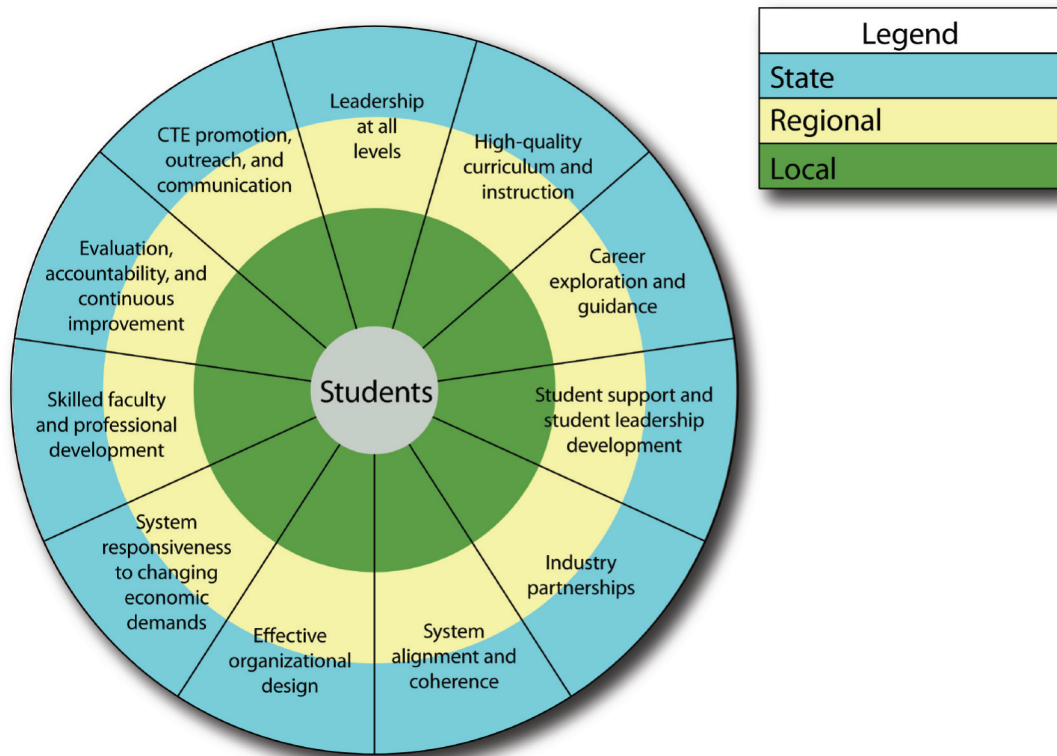 Legend
State
Regional
Local
Leadership
at all
levels
High-quality
curriculum and
instruction
Career
exploration and
guidance
Student support and
student leadership
development
Industry
partnerships
System
alignment and
coherence
Effective
organizational
design
System
responsiveness
to changing
economic
demands
Skilled faculty
and professional
development
Evaluation,
accountability, and
continuous
improvement
CTE promotion,
outreach, and
communication
Students